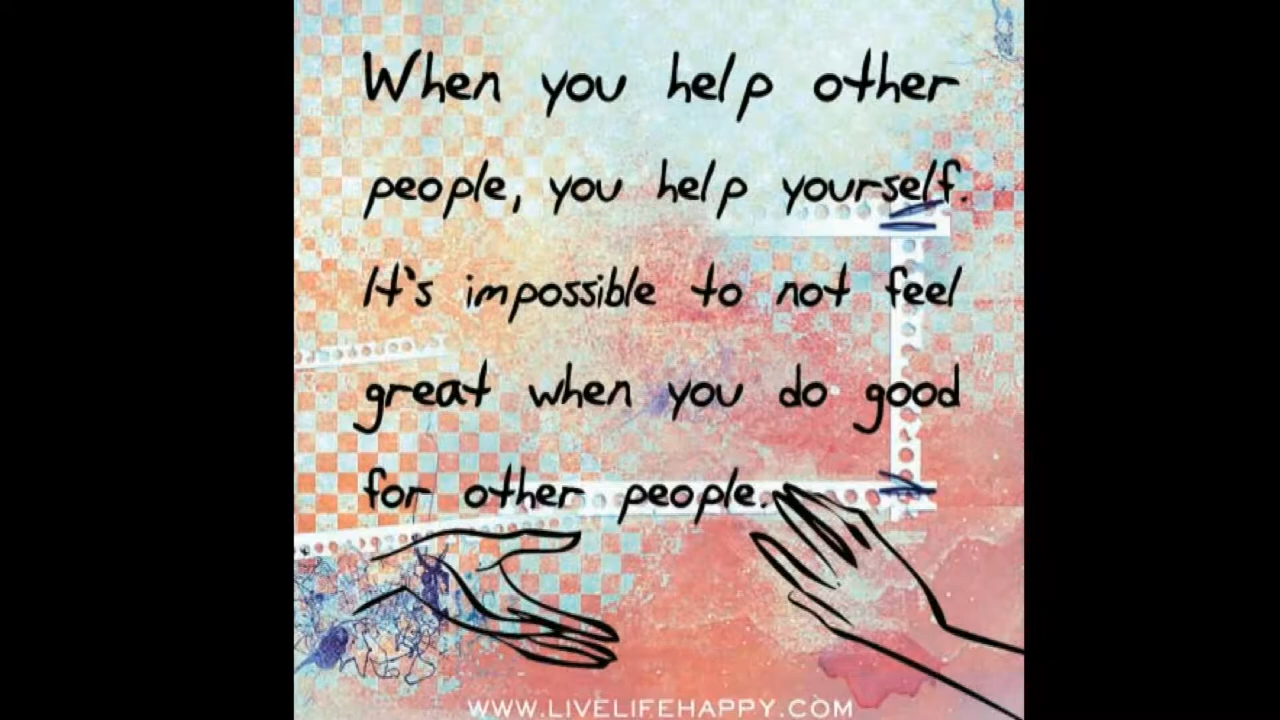 When you help other
people, you help yourself.
It's impossible to not feel
great when you do good
for other people.
WWW.LIVELIFEHAPPY.COM